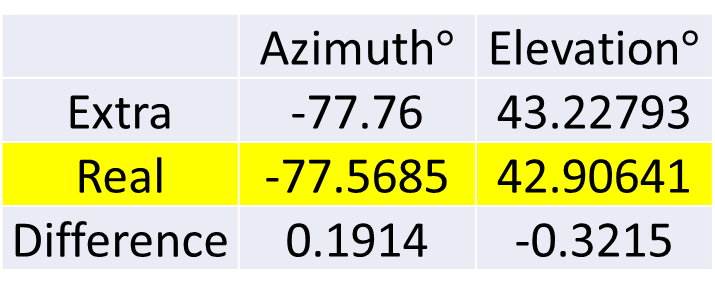 Azimuth° Elevation°
Extra -77.76 43.22793
Real -77.5685 42.90641
Difference 0.1914 -0.3215